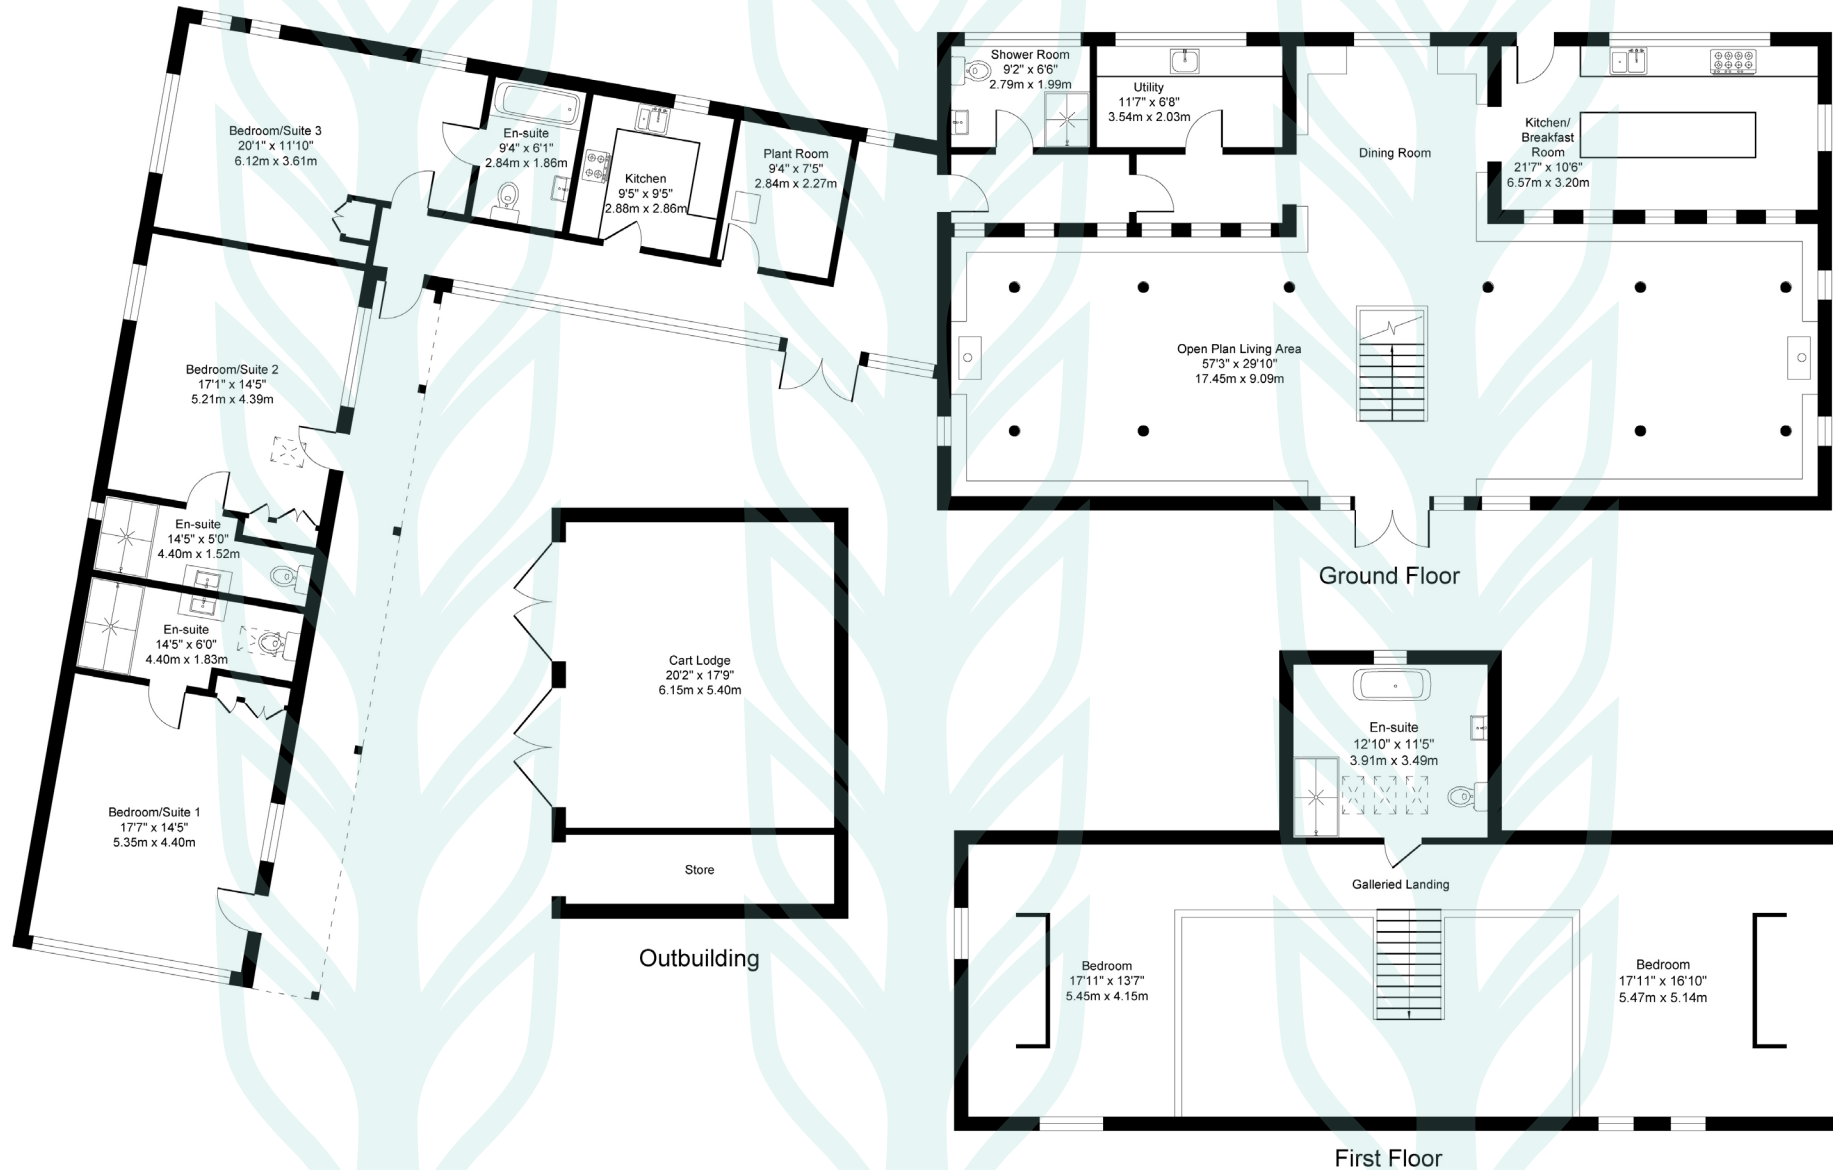 Bedroom/Suite 3
20'1" x 11'10"
6.12m x 3.61m
En-suite
9'4" x 6'1"
2.84m x 1.86m
Kitchen
9'5" x 9'5"
2.88m x 2.86m
Plant Room
9'4" x 7'5"
2.84m x 2.27m
Shower Room
9'2" x 6'6"
2.79m x 1.99m
Utility
11'7" x 6'8"
3.54m x 2.03m
Dining Room
Kitchen/
Breakfast
Room
21'7" x 10'6"
6.57m x 3.20m
Bedroom/Suite 2
17'1" x 14'5"
5.21m x 4.39m
Open Plan Living Area
57'3" x 29'10"
17.45m x 9.09m
En-suite
14'5" x 5'0"
4.40m x 1.52m
En-suite
14'5" x 6'0"
4.40m x 1.83m
Bedroom/Suite 1
17'7" x 14'5"
5.35m x 4.40m
Cart Lodge
20'2" x 17'9"
6.15m x 5.40m
Store
Outbuilding
Ground Floor
En-suite
12'10" x 11'5"
3.91m x 3.49m
Galleried Landing
Bedroom
17'11" x 13'7"
5.45m x 4.15m
Bedroom
17'11" x 16'10"
5.47m x 5.14m
First Floor